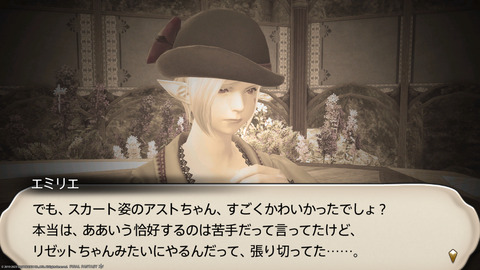 エミリエ
でも、スカート姿のアストちゃん、すごくかわいかったでしょ?
本当は、ああいう恰好するのは苦手だって言ってたけど、
リゼットちゃんみたいにやるんだって、張り切ってた……。